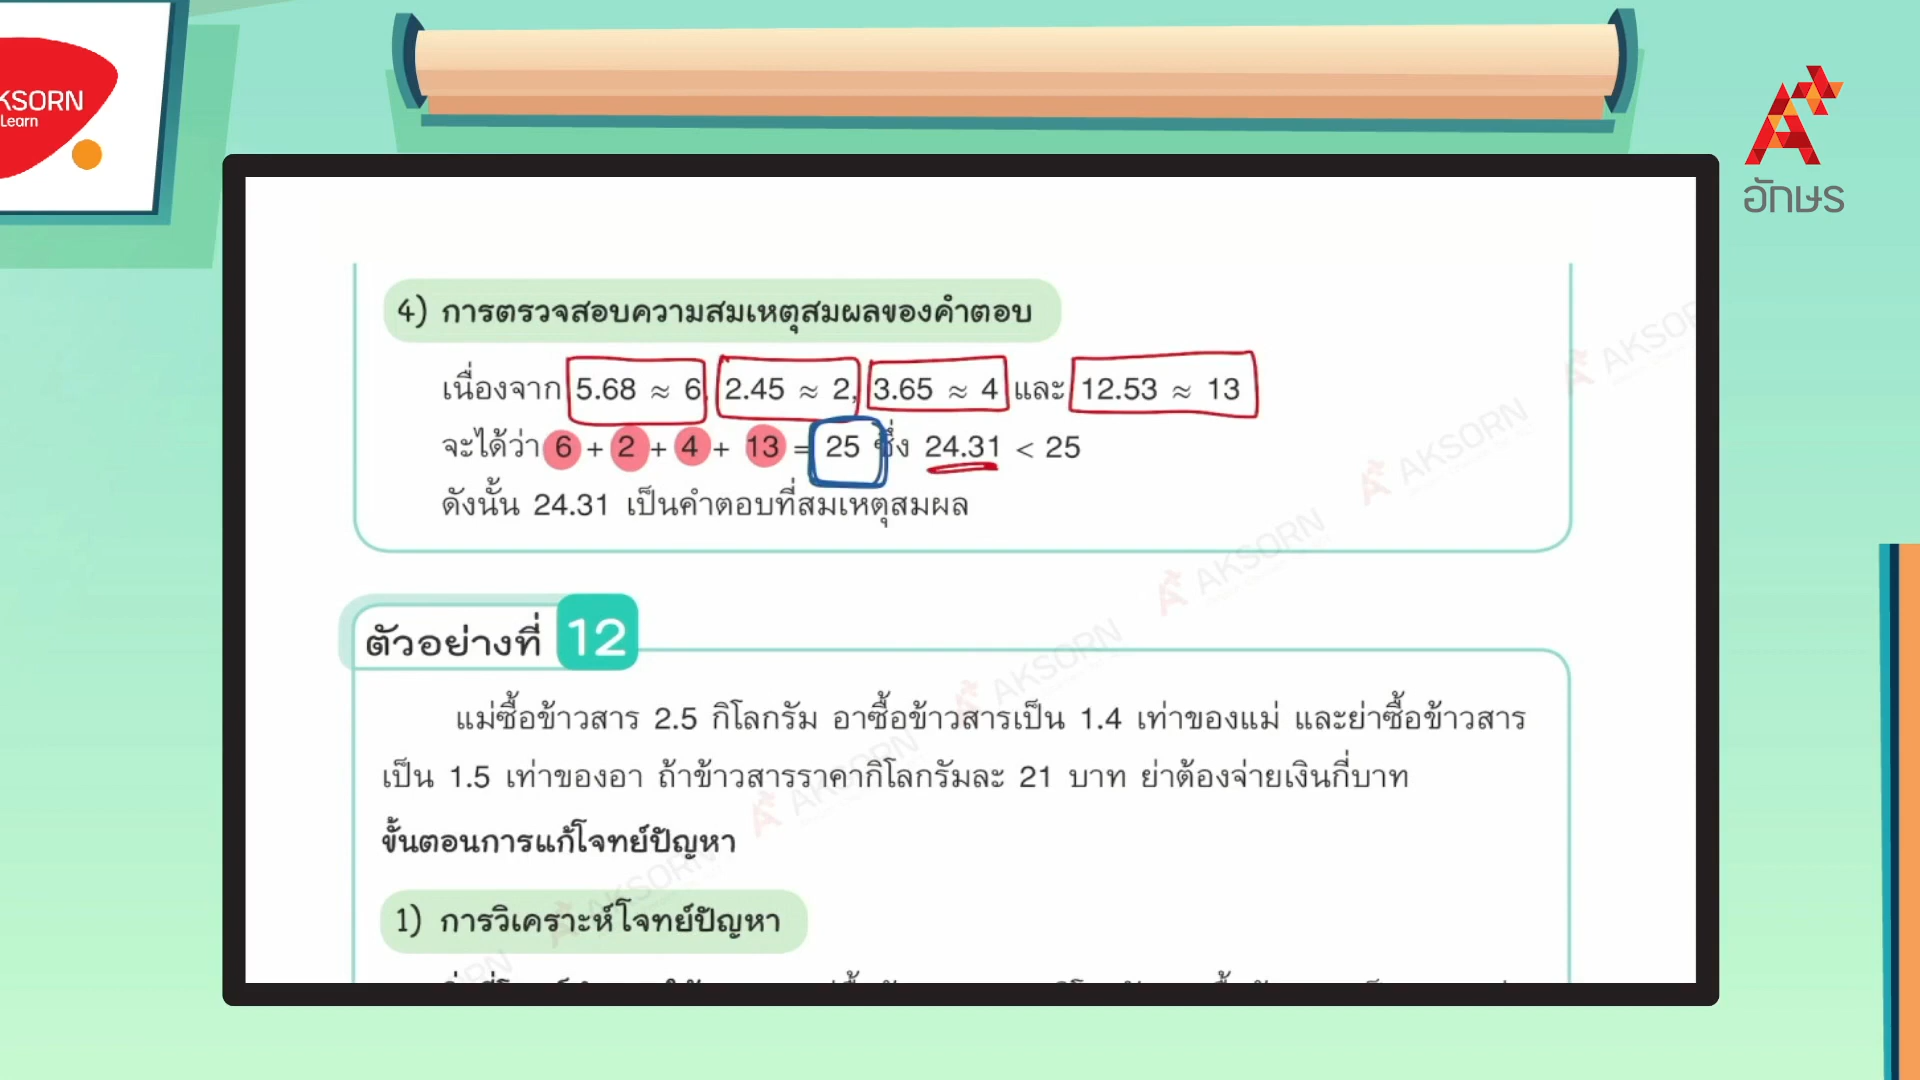 KSORN
Learn
อักษร
4) การตรวจสอบความสมเหตุสมผลของคำตอบ
เนื่องจาก 5.68 ≈ 6, 2.45 ≈ 2, 3.65 ≈ 4 และ 12.53 ≈ 13
จะได้ว่า 6 + 2 + 4 + 13 = 25 ซึ่ง 24.31 < 25
ดังนั้น 24.31 เป็นคำตอบที่สมเหตุสมผล
ตัวอย่างที่ 12
แม่ซื้อข้าวสาร 2.5 กิโลกรัม อาซื้อข้าวสารเป็น 1.4 เท่าของแม่ และย่าซื้อข้าวสาร
เป็น 1.5 เท่าของอา ถ้าข้าวสารราคากิโลกรัมละ 21 บาท ย่าต้องจ่ายเงินกี่บาท
ขั้นตอนการแก้โจทย์ปัญหา
1) การวิเคราะห์โจทย์ปัญหา
AKSORN
AKSORN
AKSORN
AKSORN
AKSORN
AKSORN